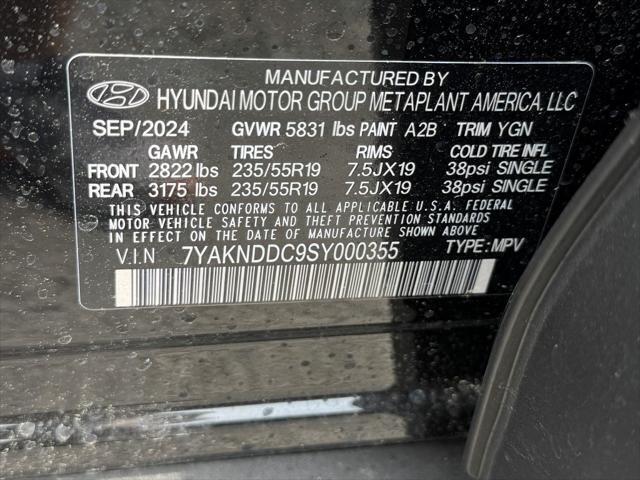 MANUFACTURED BY
HYUNDAI MOTOR GROUP METAPLANT AMERICA, LLC
SEP/2024 GVWR 5831 lbs PAINT A2B TRIM YGN
GAWR TIRES RIMS COLD TIRE INFL
FRONT 2822 lbs 235/55R19 7.5JX19 38psi SINGLE
REAR 3175 lbs 235/55R19 7.5JX19 38psi SINGLE
THIS VEHICLE CONFORMS TO ALL APPLICABLE U.S.A. FEDERAL
MOTOR VEHICLE SAFETY AND THEFT PREVENTION STANDARDS
IN EFFECT ON THE DATE OF MANUFACTURE SHOWN ABOVE.
V.I.N 7YAKNDDC9SY000355 TYPE: MPV